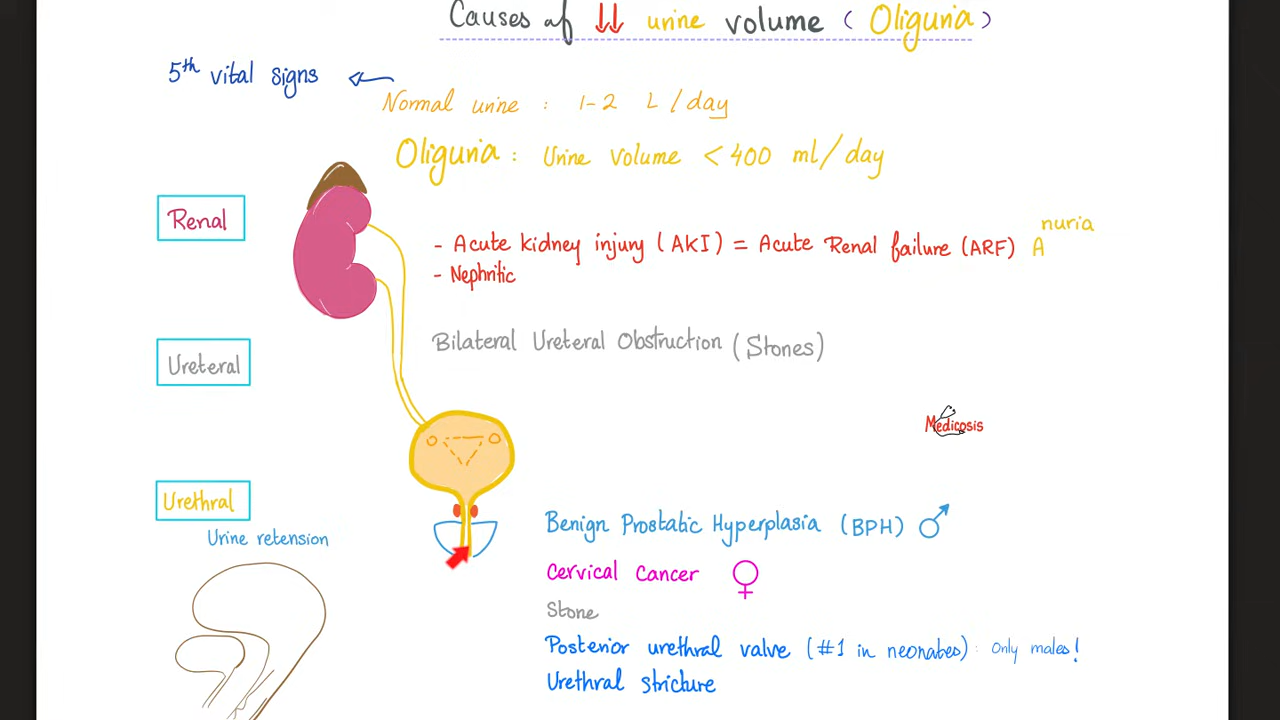 Causes of ↓↓ urine volume (Oliguria)
5th vital signs ←
Normal urine : 1-2 L/day
Oliguria : Urine Volume < 400 ml/day
Renal
nuria
- Acute kidney injury (AKI) = Acute Renal failure (ARF) A
- Nephritic
Bilateral Ureteral Obstruction (Stones)
Ureteral
Medicosis
Urethral
Urine retension
Benign Prostatic Hyperplasia (BPH) ♂
Cervical Cancer ♀
Stone
Posterior urethral valve (#1 in neonates) : Only males!
Urethral stricture